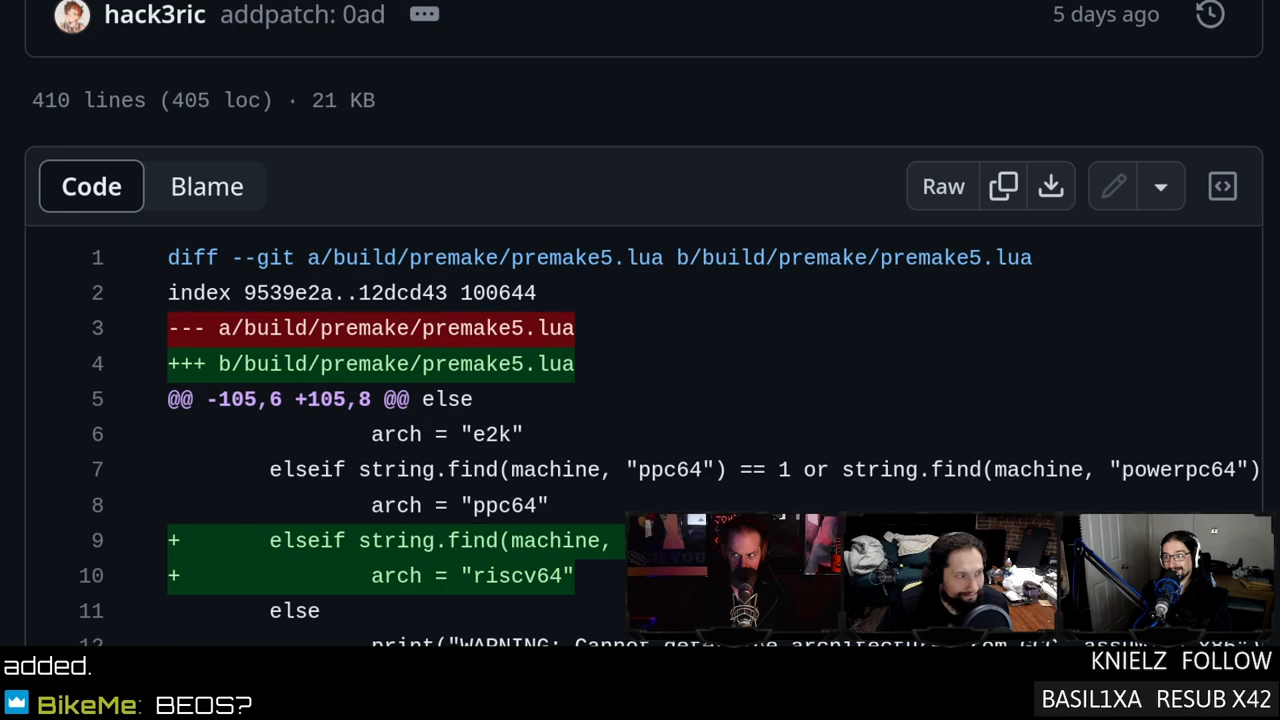 hack3ric addpatch: 0ad 5 days ago
410 lines (405 loc) · 21 KB
Code Blame Raw
1 diff --git a/build/premake/premake5.lua b/build/premake/premake5.lua
2 index 9539e2a..12dcd43 100644
3 --- a/build/premake/premake5.lua
4 +++ b/build/premake/premake5.lua
5 @@ -105,6 +105,8 @@ else
6 arch = "e2k"
7 elseif string.find(machine, "ppc64") == 1 or string.find(machine, "powerpc64")
8 arch = "ppc64"
9 + elseif string.find(machine,
10 + arch = "riscv64"
11 else
12 print("WARNING: Cannot
added.
KNIELZ FOLLOW
BikeMe: BEOS?
BASIL1XA RESUB X42